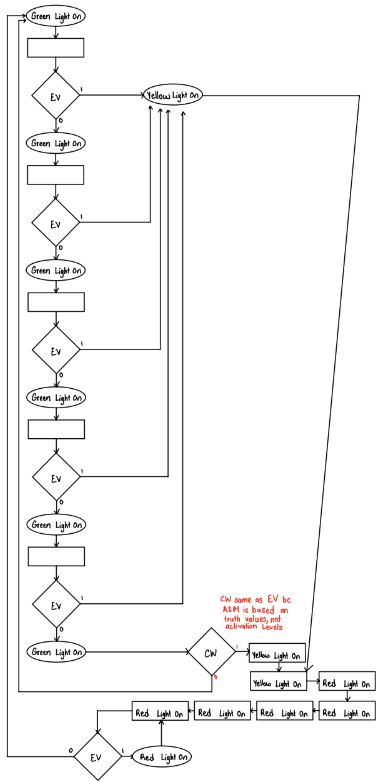 Green Light On
EV
1
Yellow Light On
0
Green Light On
EV
1
0
Green Light On
EV
1
0
Green Light On
EV
1
0
Green Light On
EV
1
0
Green Light On
CW same as EV bc
ASM is based on
truth values, not
activation levels
CW
1
Yellow Light On
0
Yellow Light On
Red Light On
Red Light On
Red Light On
Red Light On
Red Light On
0
EV
1
Red Light On